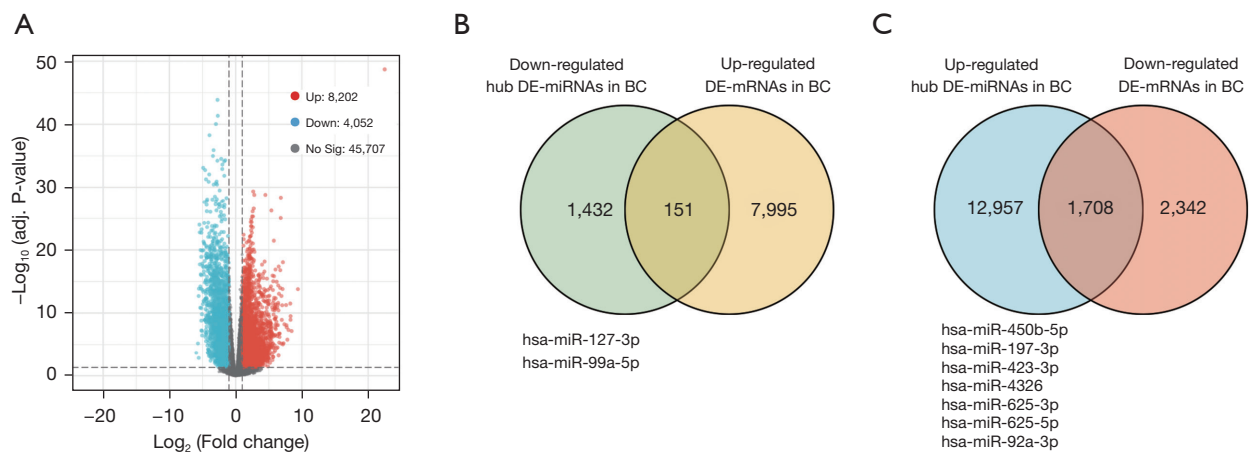 A
50
40
30
20
10
0
−Log10 (adj. P-value)
Up: 8,202
Down: 4,052
No Sig: 45,707
−20
−10
0
10
20
Log2 (Fold change)
B
Down-regulated
hub DE-miRNAs in BC
Up-regulated
DE-mRNAs in BC
1,432
151
7,995
hsa-miR-127-3p
hsa-miR-99a-5p
C
Up-regulated
hub DE-miRNAs in BC
Down-regulated
DE-mRNAs in BC
12,957
1,708
2,342
hsa-miR-450b-5p
hsa-miR-197-3p
hsa-miR-423-3p
hsa-miR-4326
hsa-miR-625-3p
hsa-miR-625-5p
hsa-miR-92a-3p